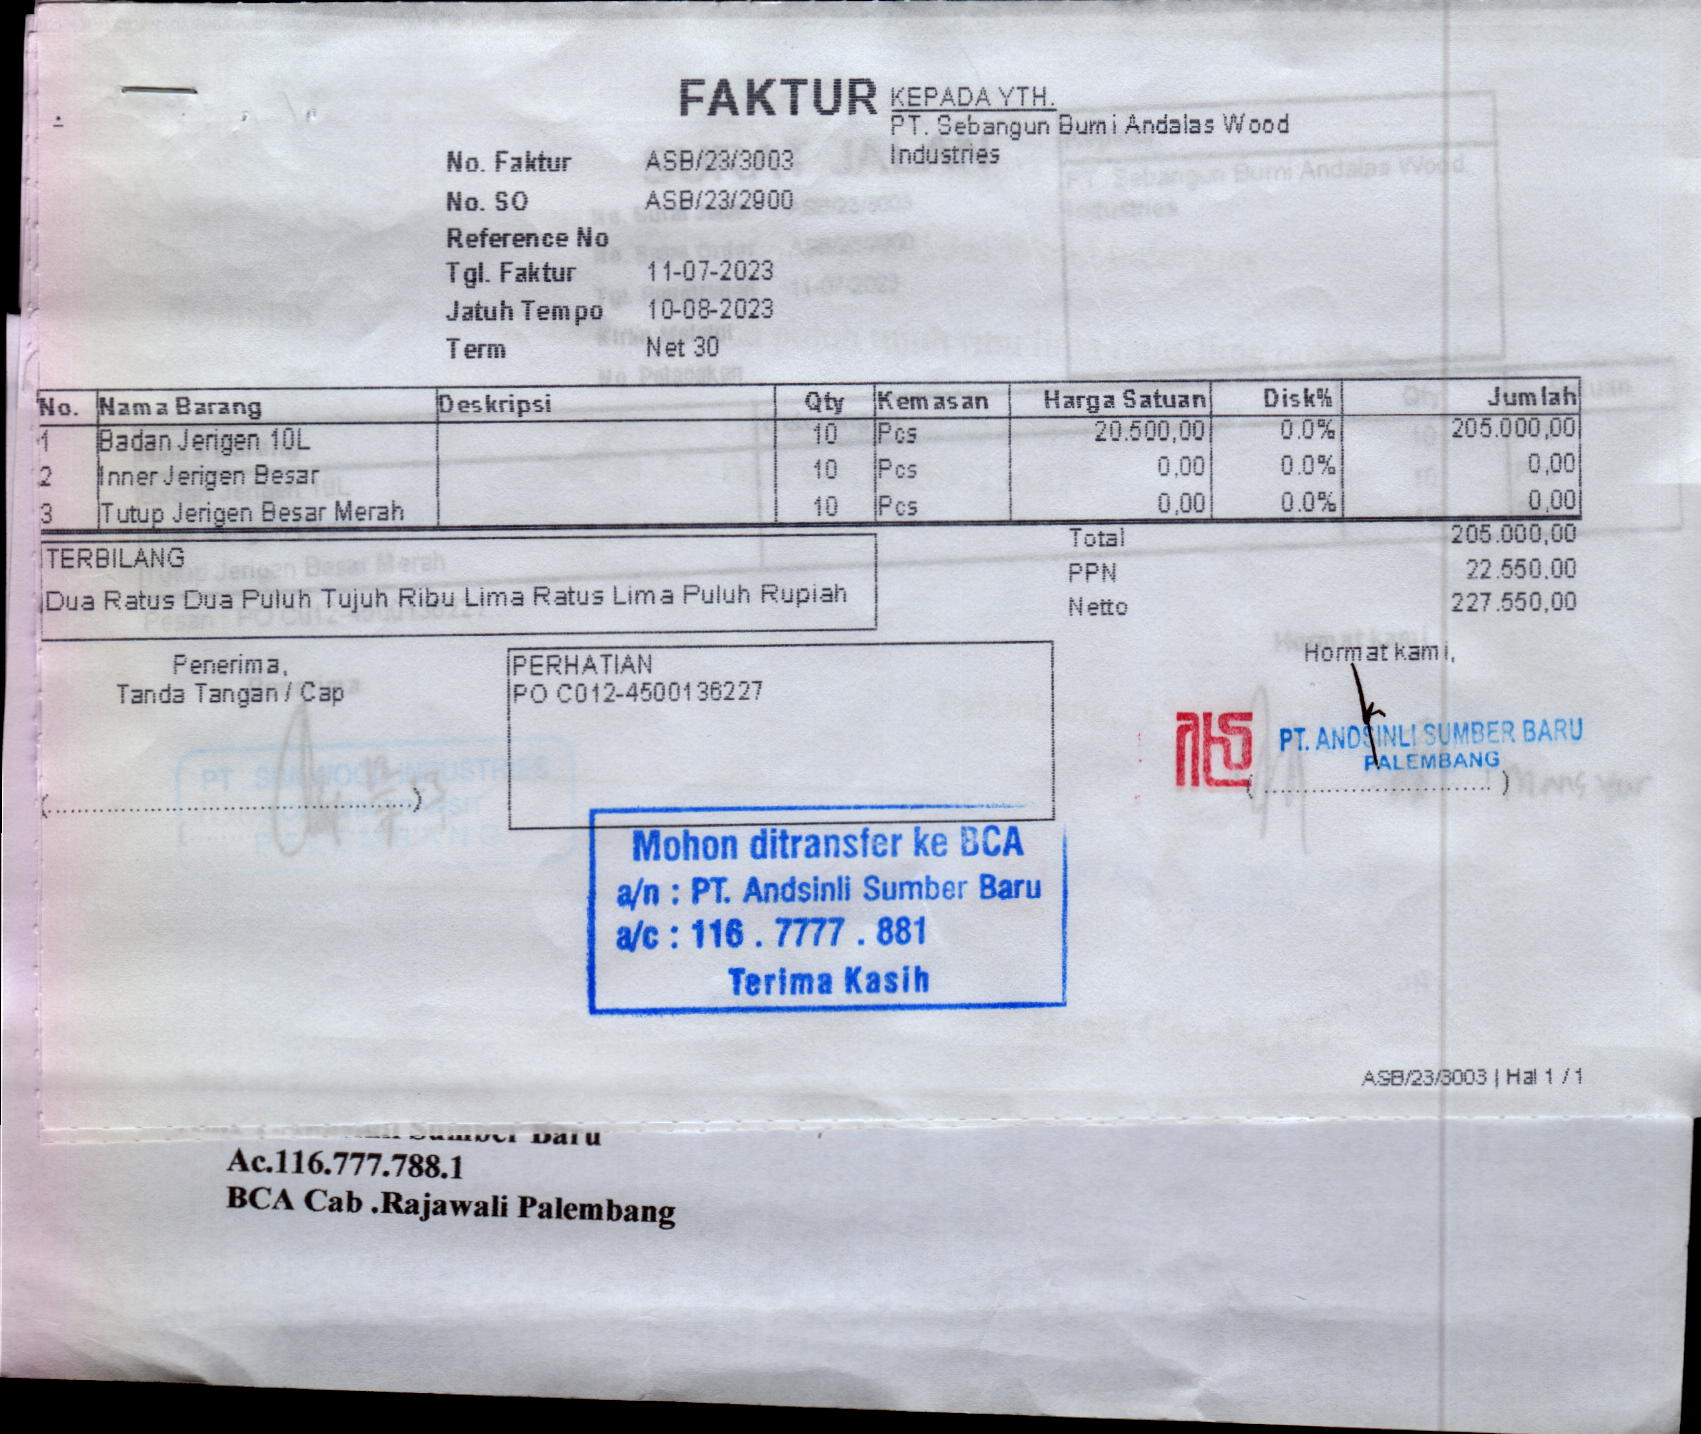 FAKTUR
KEPADA YTH.
PT. Sebangun Bumi Andalas Wood
Industries
No. Faktur ASB/23/3003
No. SO ASB/23/2900
Reference No
Tgl. Faktur 11-07-2023
Jatuh Tempo 10-08-2023
Term Net 30
No. Nama Barang Deskripsi Qty Kemasan Harga Satuan Disk% Jumlah
1 Badan Jerigen 10L 10 Pcs 20.500,00 0.0% 205.000,00
2 Inner Jerigen Besar 10 Pcs 0,00 0.0% 0,00
3 Tutup Jerigen Besar Merah 10 Pcs 0,00 0.0% 0,00
TERBILANG
Dua Ratus Dua Puluh Tujuh Ribu Lima Ratus Lima Puluh Rupiah
Total 205.000,00
PPN 22.550,00
Netto 227.550,00
Penerima,
Tanda Tangan / Cap
(..........................................................)
PERHATIAN
PO C012-4500136227
Hormat kami,
PT. ANDSINLI SUMBER BARU
PALEMBANG
(....................................)
Mohon ditransfer ke BCA
a/n : PT. Andsinli Sumber Baru
a/c : 116 . 7777 . 881
Terima Kasih
ASB/23/3003 | Hal 1 / 1
Sumber Baru
Ac.116.777.788.1
BCA Cab .Rajawali Palembang